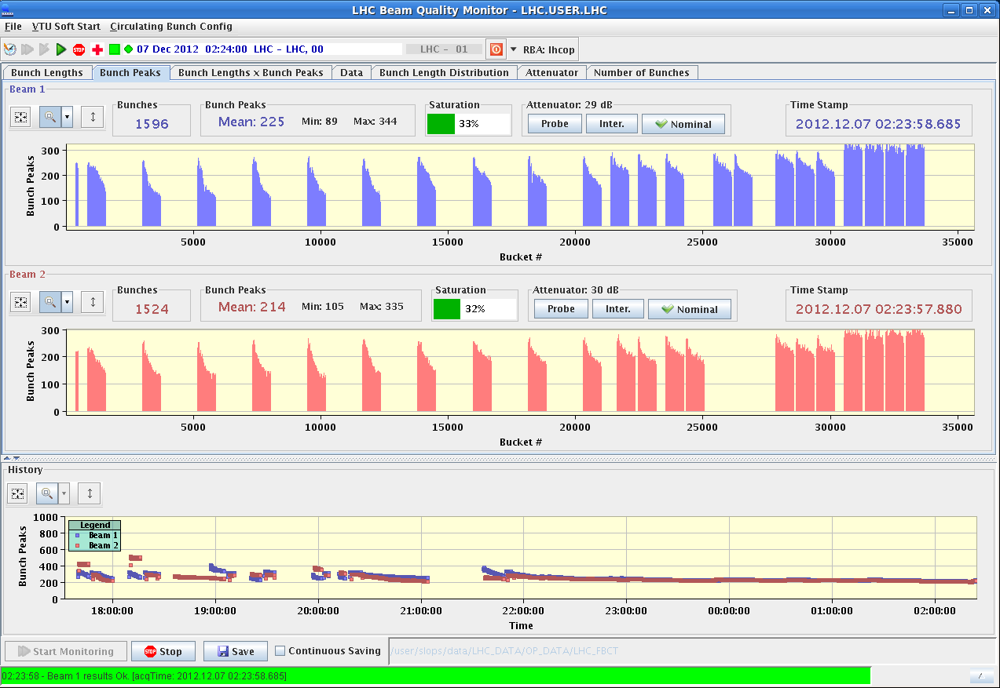 LHC Beam Quality Monitor - LHC.USER.LHC
File VTU Soft Start Circulating Bunch Config
STOP 07 Dec 2012 02:24:00 LHC - LHC, 00 LHC - 01 RBA: lhcop
Bunch Lengths Bunch Peaks Bunch Lengths x Bunch Peaks Data Bunch Length Distribution Attenuator Number of Bunches
Beam 1
Bunches Bunch Peaks Saturation Attenuator: 29 dB Time Stamp
1596 Mean: 225 Min: 89 Max: 344 33% Probe Inter. Nominal 2012.12.07 02:23:58.685
Bunch Peaks
300
200
100
0
5000 10000 15000 20000 25000 30000 35000
Bucket #
Beam 2
Bunches Bunch Peaks Saturation Attenuator: 30 dB Time Stamp
1524 Mean: 214 Min: 105 Max: 335 32% Probe Inter. Nominal 2012.12.07 02:23:57.880
Bunch Peaks
300
200
100
0
5000 10000 15000 20000 25000 30000 35000
Bucket #
History
Bunch Peaks
1000
800
600
400
200
0
Legend
Beam 1
Beam 2
18:00:00 19:00:00 20:00:00 21:00:00 22:00:00 23:00:00 00:00:00 01:00:00 02:00:00
Time
Start Monitoring STOP Stop Save Continuous Saving /user/slops/data/LHC_DATA/OP_DATA/LHC_FBCT
02:23:58 - Beam 1 results Ok. [acqTime: 2012.12.07 02:23:58.685]